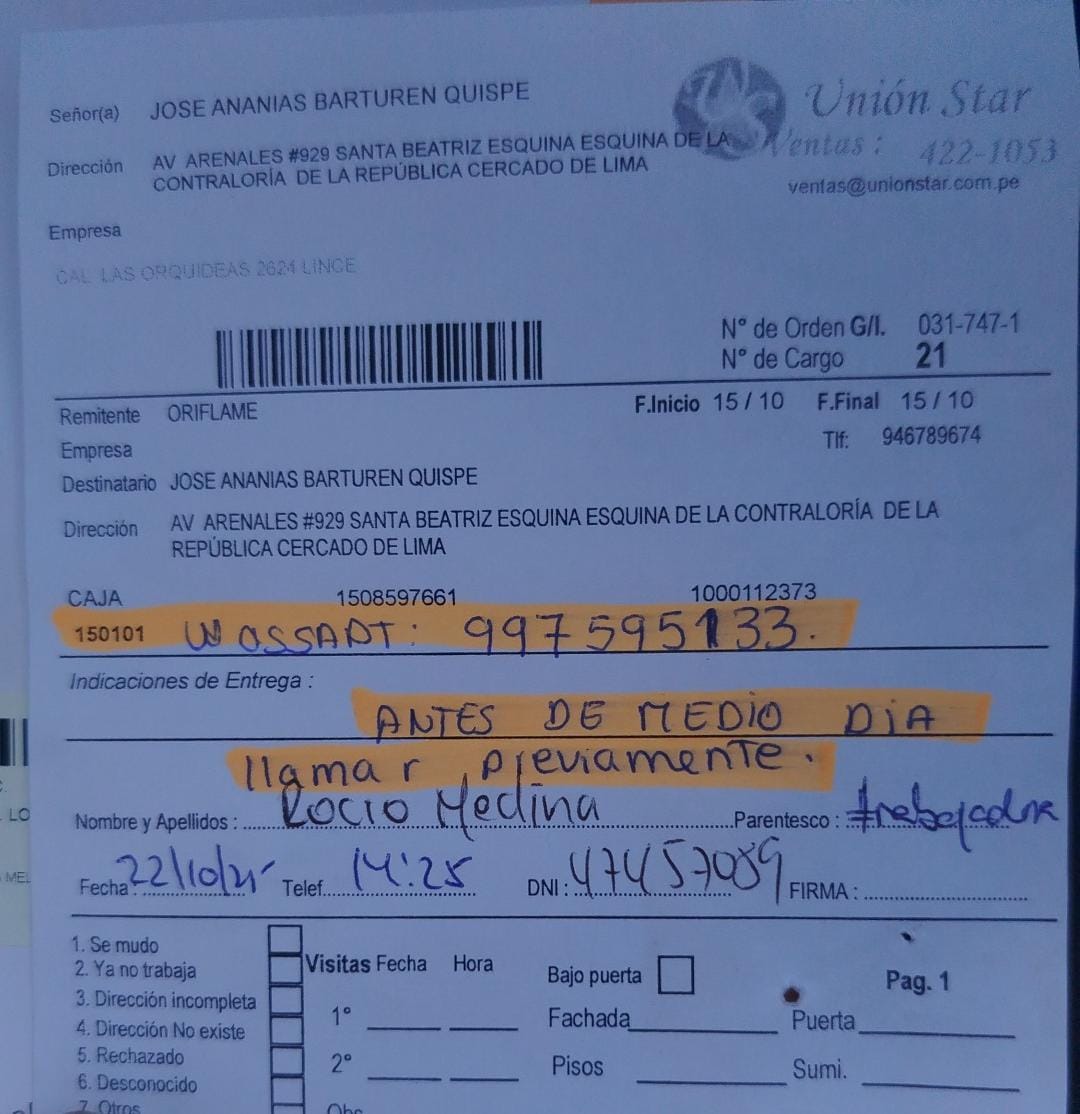 Señor(a) JOSE ANANIAS BARTUREN QUISPE
Unión Star
Dirección AV ARENALES #929 SANTA BEATRIZ ESQUINA ESQUINA DE LA
CONTRALORÍA DE LA REPÚBLICA CERCADO DE LIMA
Ventas: 422-1053
ventas@unionstar.com.pe
Empresa
CAL LAS ORQUIDEAS 2624 LINCE
N° de Orden G/I. 031-747-1
N° de Cargo 21
Remitente ORIFLAME F.Inicio 15 / 10 F.Final 15 / 10
Empresa Tlf: 946789674
Destinatario JOSE ANANIAS BARTUREN QUISPE
Dirección AV ARENALES #929 SANTA BEATRIZ ESQUINA ESQUINA DE LA CONTRALORÍA DE LA
REPÚBLICA CERCADO DE LIMA
CAJA 1508597661 1000112373
150101 WASSAPT: 997595133.
Indicaciones de Entrega :
ANTES DE MEDIO DiA
llamar previamente.
Nombre y Apellidos : Rocio Medina Parentesco :
Fecha 22/10/21 Telef. 14:25 DNI : 47457089 FIRMA :
1. Se mudo
2. Ya no trabaja
3. Dirección incompleta
4. Dirección No existe
5. Rechazado
6. Desconocido
7. Otros
Visitas Fecha Hora
1°
2°
Obs
Bajo puerta
Pag. 1
Fachada Puerta
Pisos Sumi.
LO
MEL